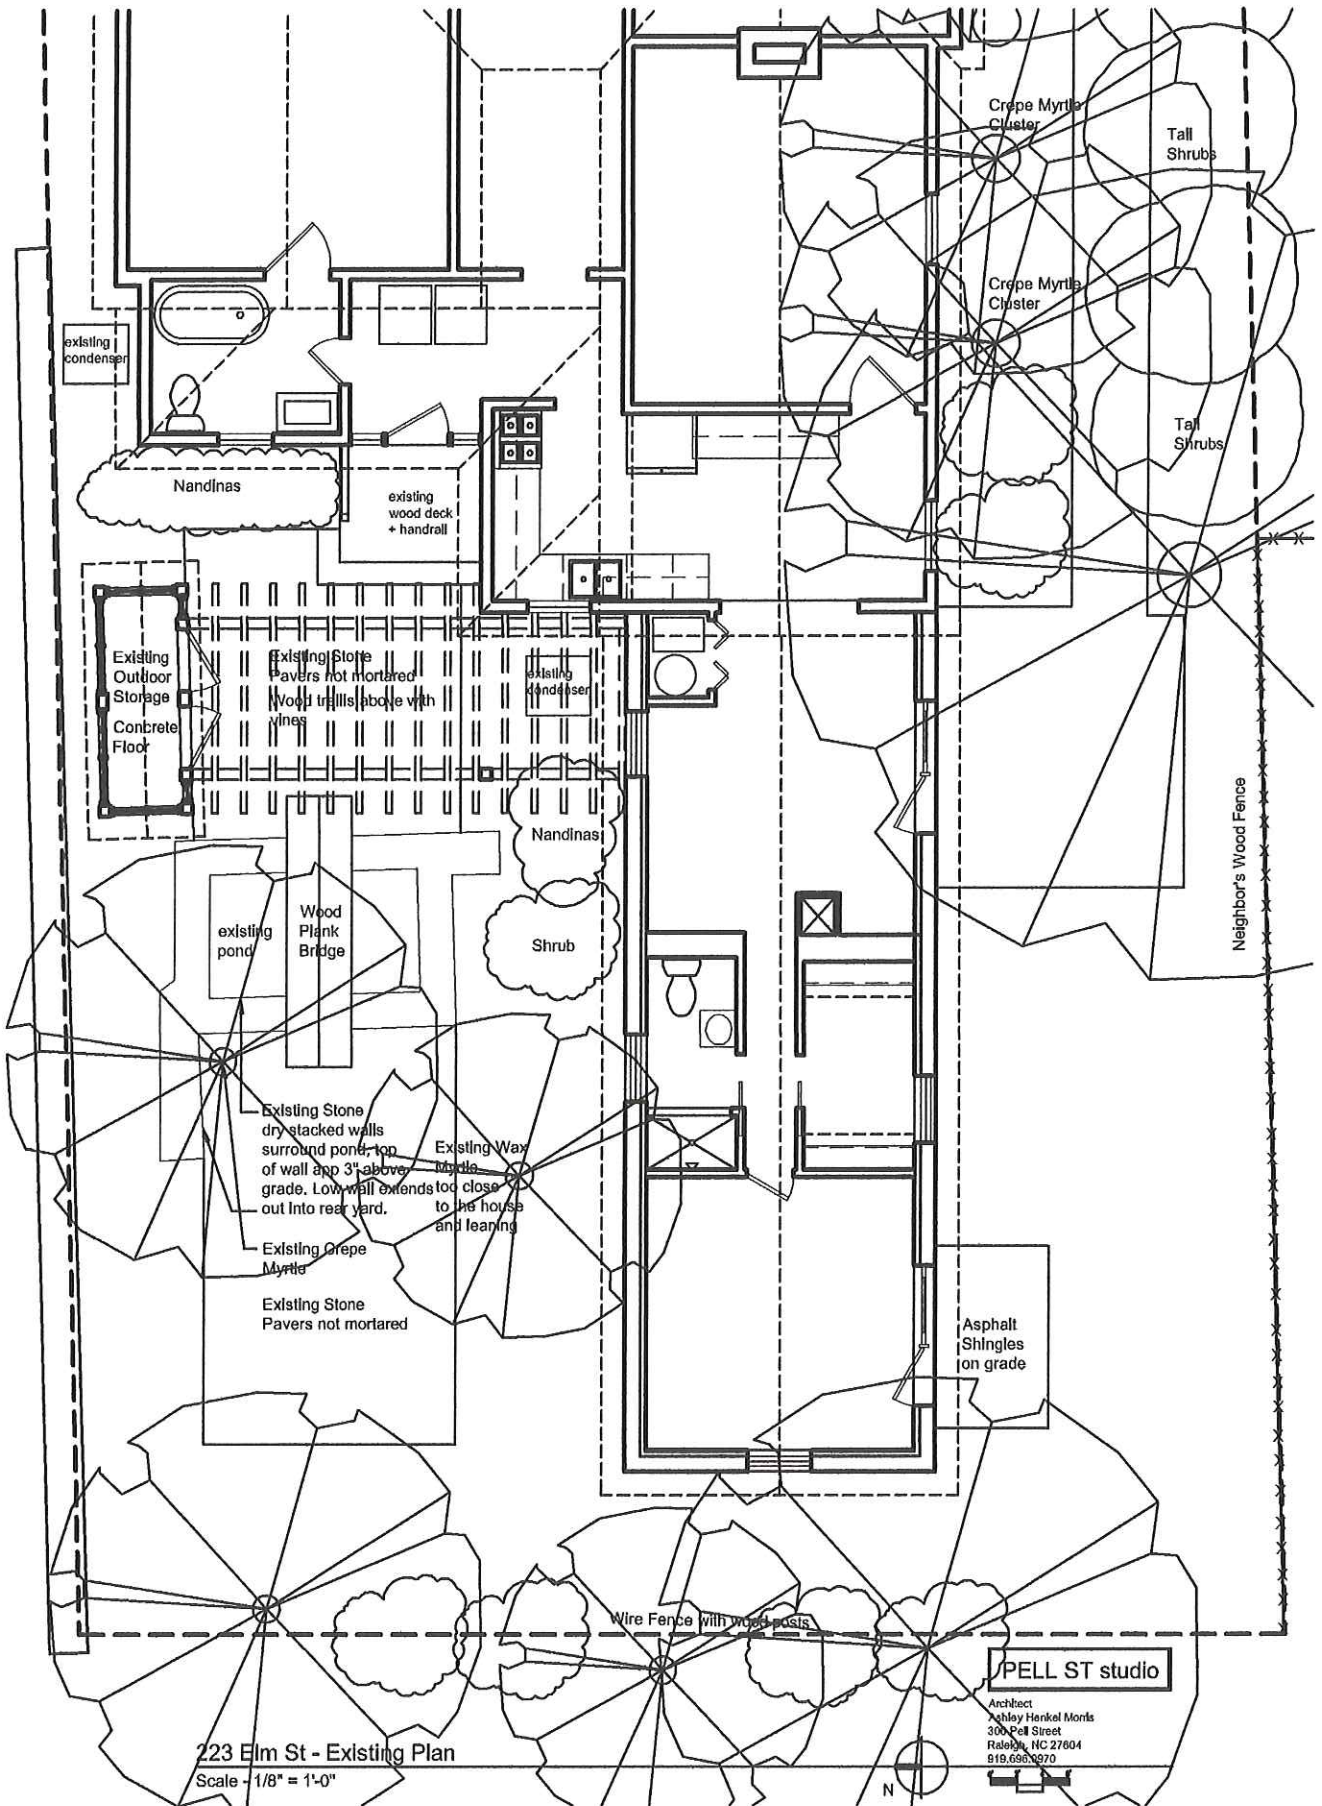 Crepe Myrtle
Cluster
Tall
Shrubs
Crepe Myrtle
Cluster
existing
condenser
Tall
Shrubs
Nandinas
existing
wood deck
+ handrail
Existing
Outdoor
Storage
Concrete
Floor
Existing Stone
Pavers not mortared
Wood trellis above with
vines
existing
condenser
Nandinas
Neighbor's Wood Fence
existing
pond
Wood
Plank
Bridge
Shrub
Existing Stone
dry stacked walls
surround pond, top
of wall app 3" above
grade. Low wall extends
out into rear yard.
Existing Wax
Myrtle
too close
to the house
and leaning
Existing Crepe
Myrtle
Existing Stone
Pavers not mortared
Asphalt
Shingles
on grade
Wire Fence with wood posts
PELL ST studio
Architect
Ashley Henkel Morris
300 Pell Street
Raleigh, NC 27604
919.696.0970
223 Elm St - Existing Plan
Scale - 1/8" = 1'-0"
N